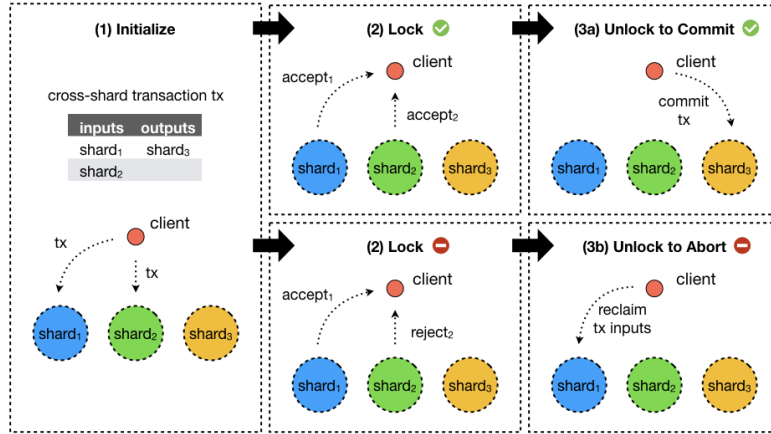 (1) Initialize
cross-shard transaction tx
inputs outputs
shard₁ shard₃
shard₂
client
tx
tx
shard₁ shard₂ shard₃
(2) Lock
client
accept₁
accept₂
shard₁ shard₂ shard₃
(3a) Unlock to Commit
client
commit
tx
shard₁ shard₂ shard₃
(2) Lock
client
accept₁
reject₂
shard₁ shard₂ shard₃
(3b) Unlock to Abort
client
reclaim
tx inputs
shard₁ shard₂ shard₃